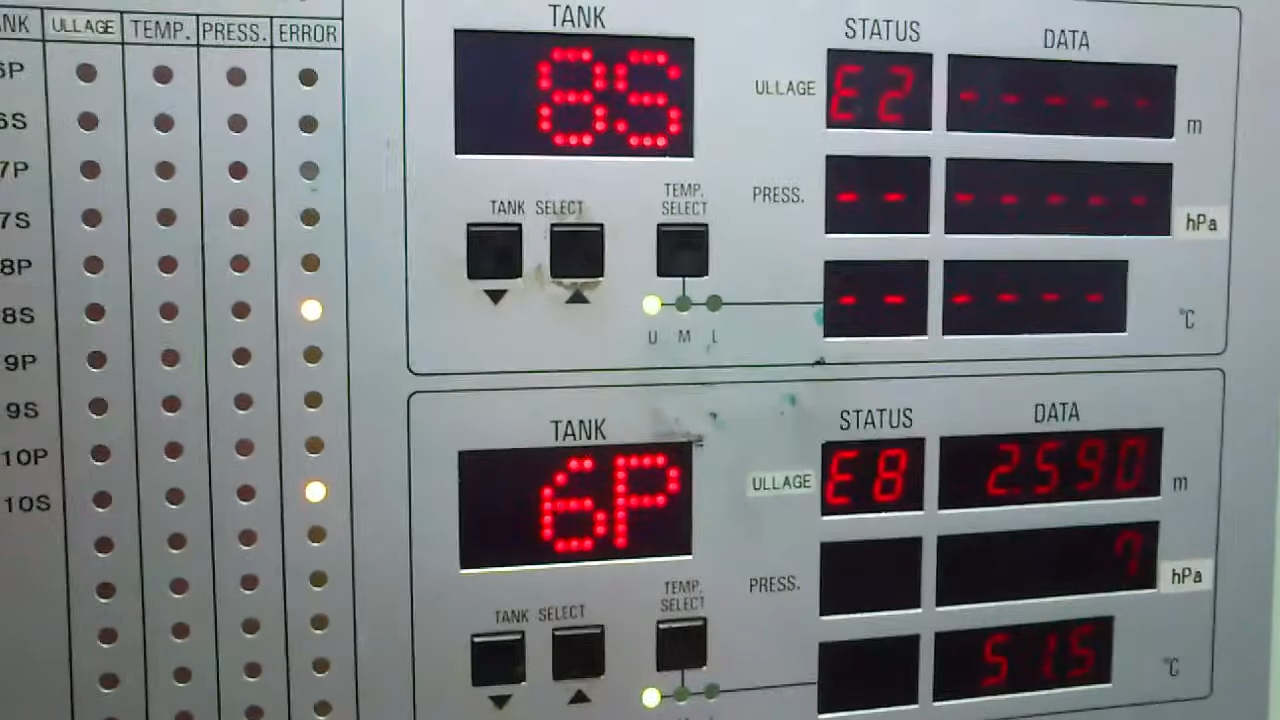 NK ULLAGE TEMP. PRESS. ERROR
6P
6S
7P
7S
8P
8S
9P
9S
10P
10S
TANK
8S
TANK SELECT
TEMP. SELECT
U M L
STATUS DATA
ULLAGE E2 - - - - - m
PRESS. - - - - - - - hPa
- - - - - - °C
TANK
6P
TANK SELECT
TEMP. SELECT
STATUS DATA
ULLAGE E8 2590 m
PRESS. 7 hPa
515 °C